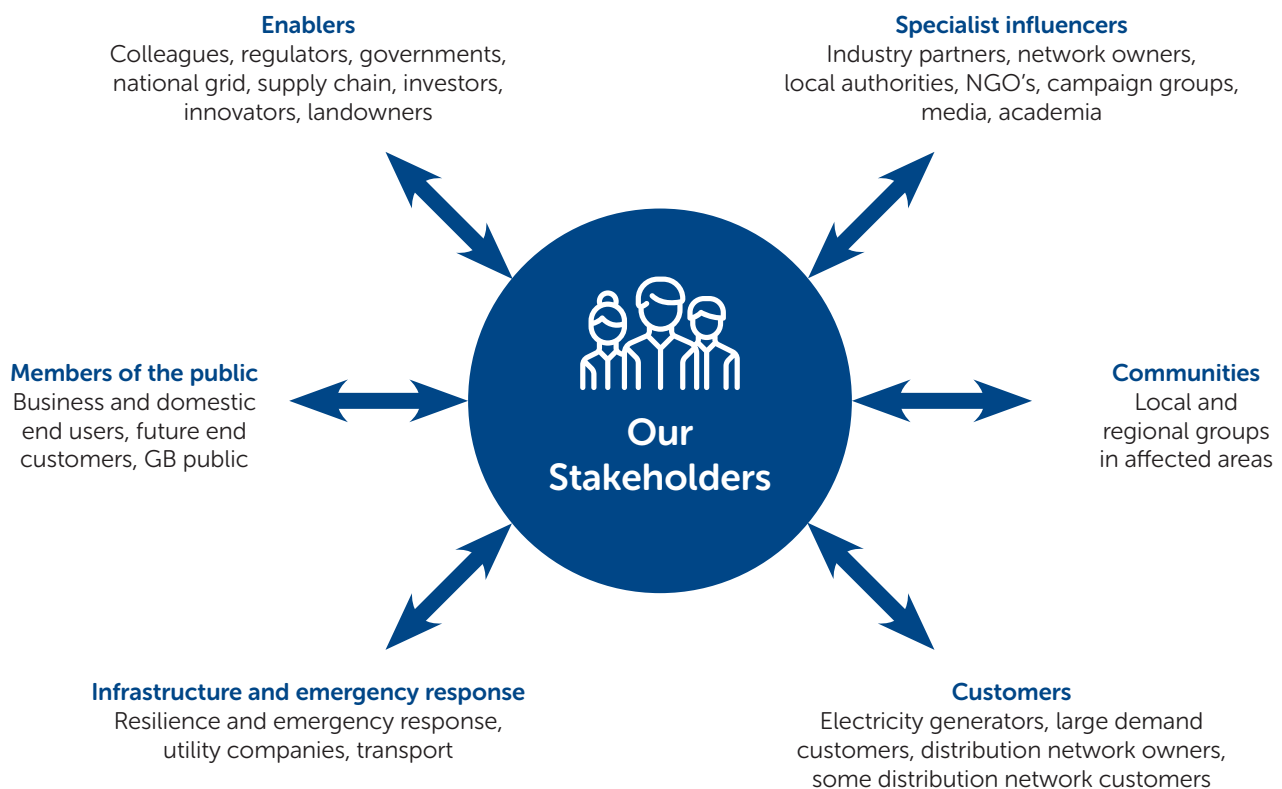 Enablers
Colleagues, regulators, governments,
national grid, supply chain, investors,
innovators, landowners
Specialist influencers
Industry partners, network owners,
local authorities, NGO's, campaign groups,
media, academia
Members of the public
Business and domestic
end users, future end
customers, GB public
Our
Stakeholders
Communities
Local and
regional groups
in affected areas
Infrastructure and emergency response
Resilience and emergency response,
utility companies, transport
Customers
Electricity generators, large demand
customers, distribution network owners,
some distribution network customers